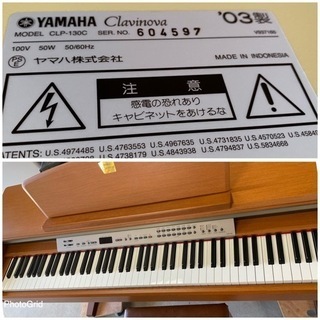 YAMAHA Clavinova '03製
MODEL CLP-130C SER. NO. 604597
100V 50W 50/60Hz
PSE ヤマハ株式会社 MADE IN INDONESIA
注意
感電の恐れあり
キャビネットをあけるな
ATENTS: U.S.4974485 U.S.4763553 U.S.4967635 U.S.4731835 U.S.4570523
U.S.4738179 U.S.4843938 U.S.4794837 U.S.5834668
PhotoGrid